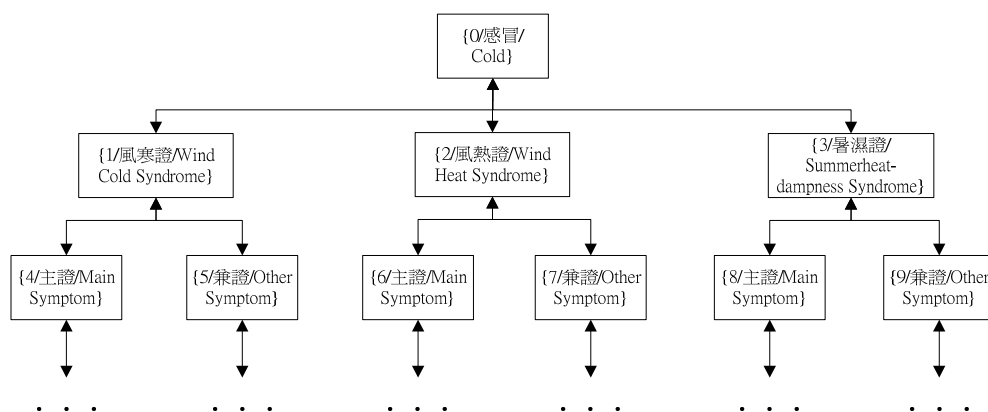 {0/感冒/
Cold}
{1/風寒證/Wind
Cold Syndrome}
{2/風熱證/Wind
Heat Syndrome}
{3/暑濕證/
Summerheat-
dampness Syndrome}
{4/主證/Main
Symptom}
{5/兼證/Other
Symptom}
{6/主證/Main
Symptom}
{7/兼證/Other
Symptom}
{8/主證/Main
Symptom}
{9/兼證/Other
Symptom}
. . .
. . .
. . .
. . .
. . .
. . .